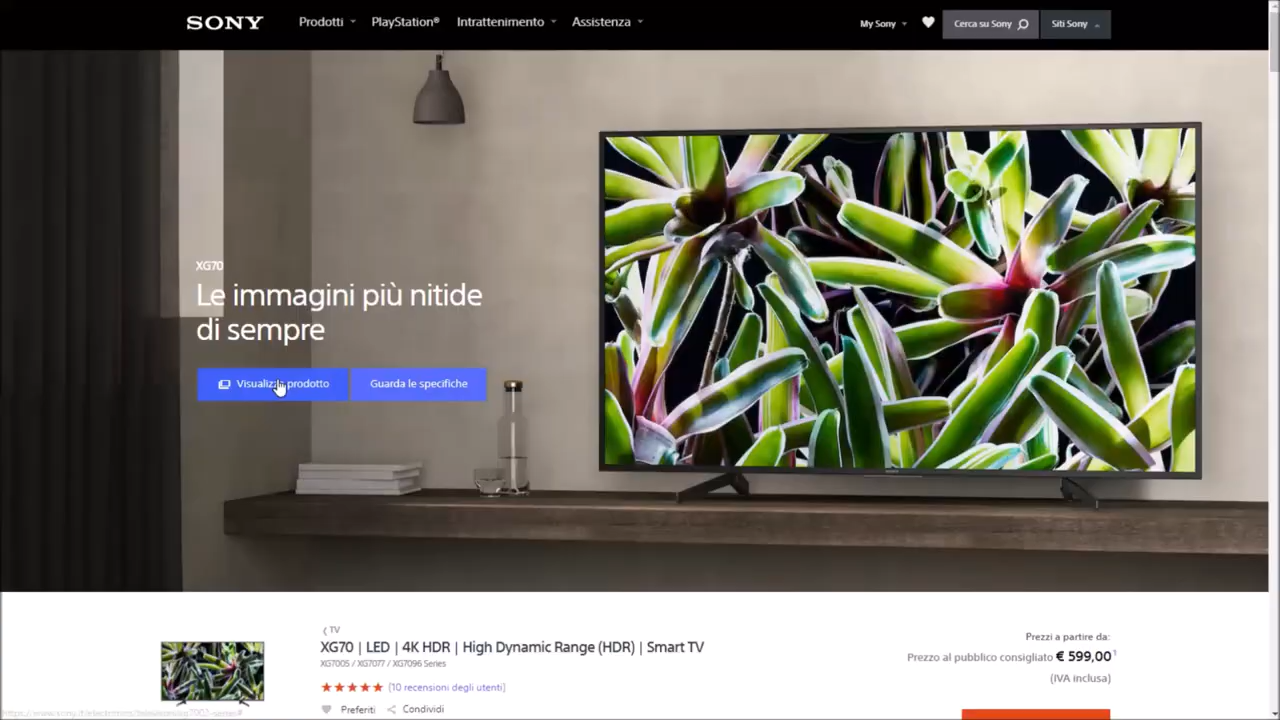 SONY
Prodotti
PlayStation®
Intrattenimento
Assistenza
My Sony
Cerca su Sony
Siti Sony
XG70
Le immagini più nitide
di sempre
Visualizza prodotto
Guarda le specifiche
TV
XG70 | LED | 4K HDR | High Dynamic Range (HDR) | Smart TV
XG7005 / XG7077 / XG7096 Series
[10 recensioni degli utenti]
Preferiti
Condividi
Prezzi a partire da:
Prezzo al pubblico consigliato € 599,00 1
(IVA inclusa)